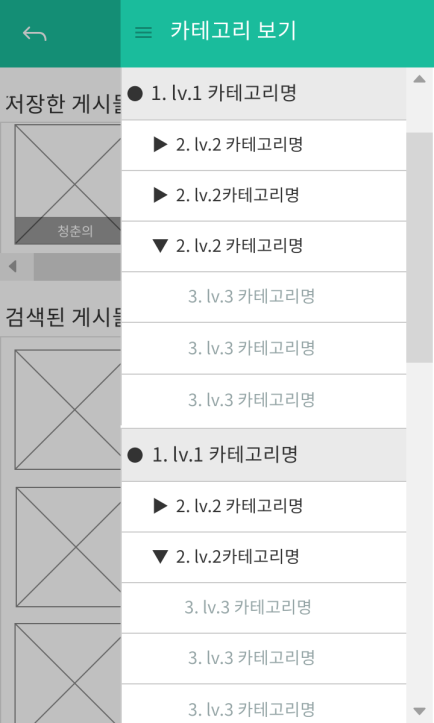 카테고리 보기
저장한 게시
청춘의
검색된 게시
● 1. lv.1 카테고리명
▶ 2. lv.2 카테고리명
▶ 2. lv.2카테고리명
▼ 2. lv.2 카테고리명
3. lv.3 카테고리명
3. lv.3 카테고리명
3. lv.3 카테고리명
● 1. lv.1 카테고리명
▶ 2. lv.2 카테고리명
▼ 2. lv.2카테고리명
3. lv.3 카테고리명
3. lv.3 카테고리명
3. lv.3 카테고리명